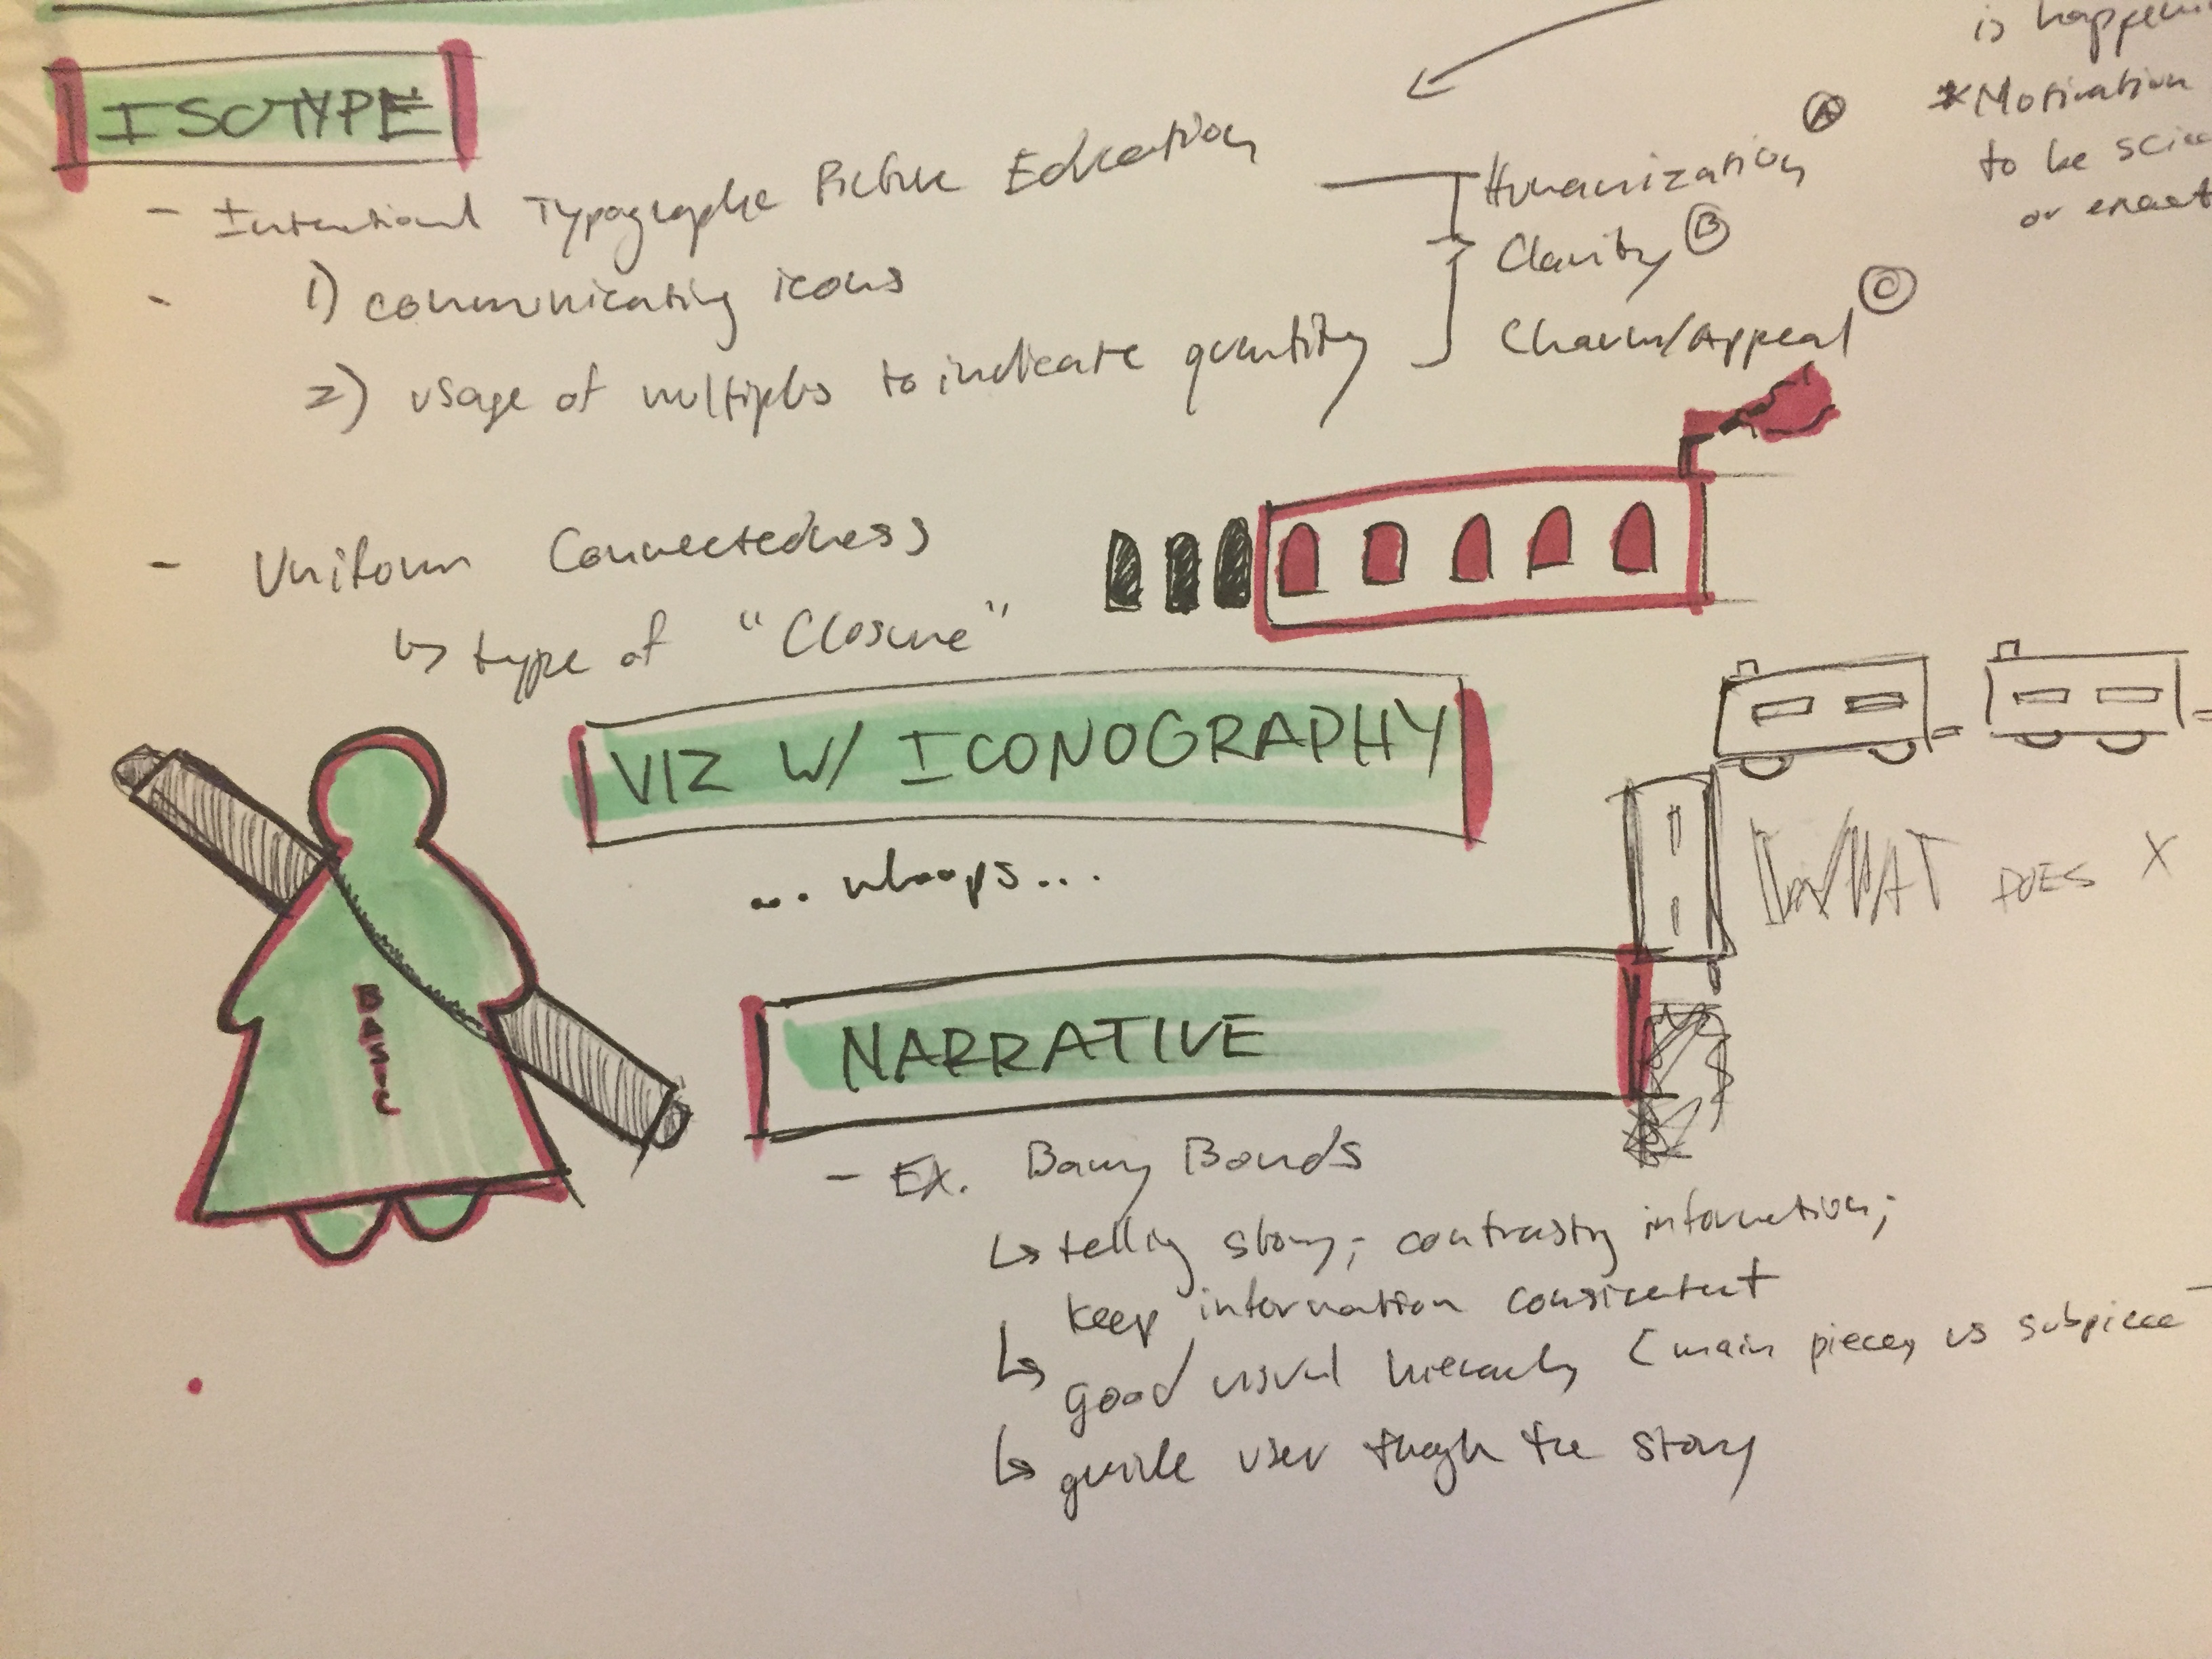 is happen
*Motivation
to be scie
or enact
ISOTYPE
- International Typographic Picture Education
Humanization (A)
Clarity (B)
Charm/Appeal (C)
- 1) communicating icons
2) usage of multiples to indicate quantity
- Uniform Connectedness
↳ type of "Closure"
VIZ W/ ICONOGRAPHY
... whoops...
WHAT DOES X
NARRATIVE
- Ex. Barry Bonds
↳ telling story; contrasty information;
keep information consistent
↳ good visual hierarchy (main pieces vs subpiece
↳ guide user through the story